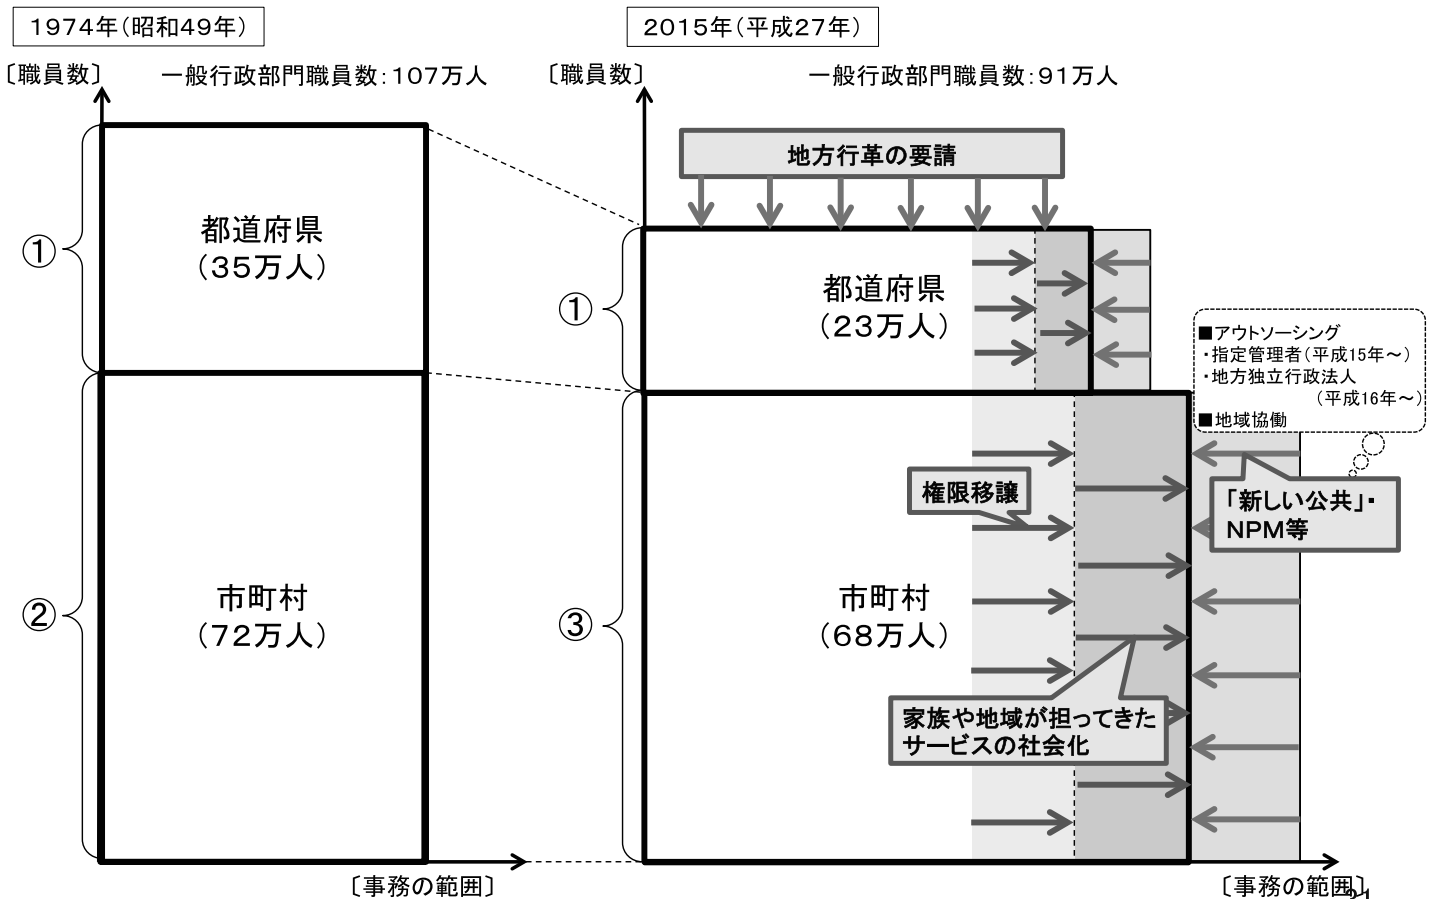 1974年(昭和49年)
〔職員数〕
一般行政部門職員数:107万人
①
都道府県
(35万人)
②
市町村
(72万人)
〔事務の範囲〕
2015年(平成27年)
〔職員数〕
一般行政部門職員数:91万人
地方行革の要請
①
都道府県
(23万人)
■アウトソーシング
・指定管理者(平成15年~)
・地方独立行政法人
(平成16年~)
■地域協働
権限移譲
「新しい公共」・
NPM等
③
市町村
(68万人)
家族や地域が担ってきた
サービスの社会化
〔事務の範囲〕